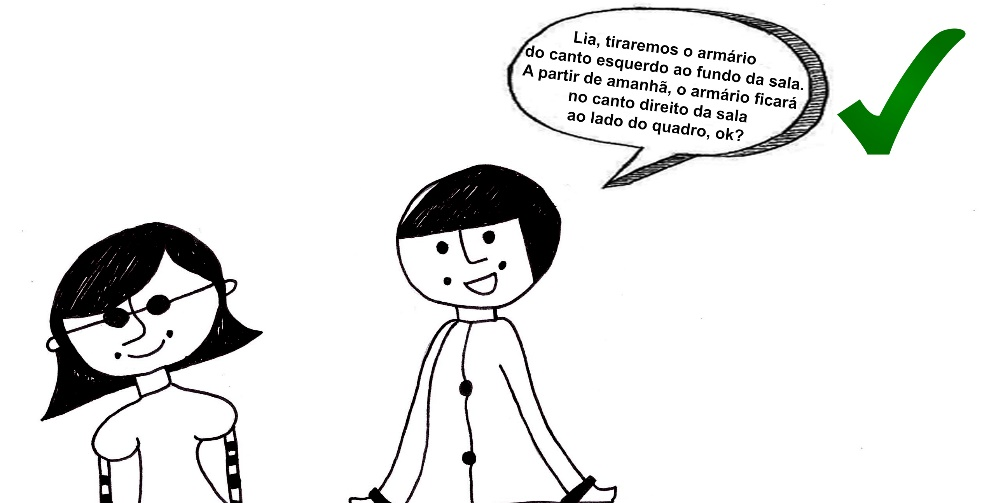 Lia, tiraremos o armário
do canto esquerdo ao fundo da sala.
A partir de amanhã, o armário ficará
no canto direito da sala
ao lado do quadro, ok?